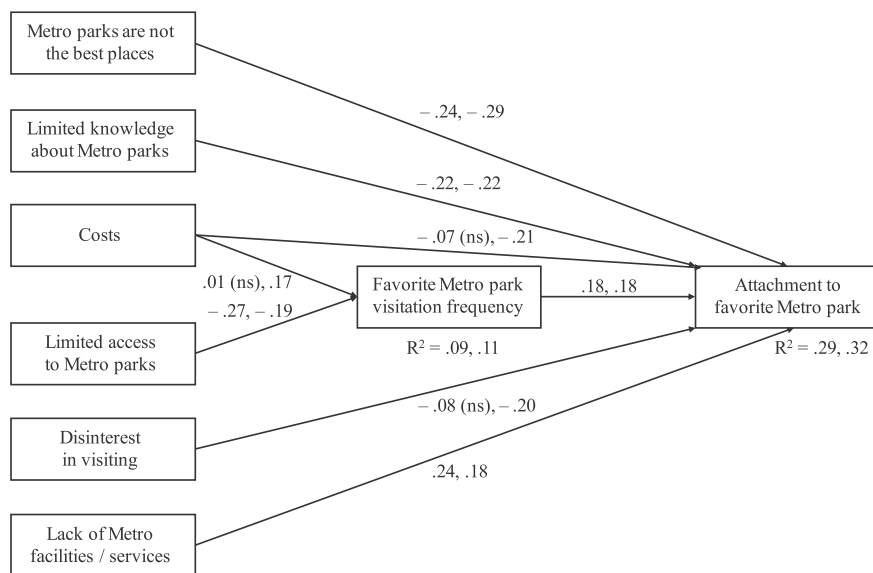 Metro parks are not
the best places
– .24, – .29
Limited knowledge
about Metro parks
– .22, – .22
Costs
– .07 (ns), – .21
.01 (ns), .17
Favorite Metro park
visitation frequency
.18, .18
Attachment to
favorite Metro park
– .27, – .19
R² = .09, .11
R² = .29, .32
Limited access
to Metro parks
– .08 (ns), – .20
Disinterest
in visiting
.24, .18
Lack of Metro
facilities / services